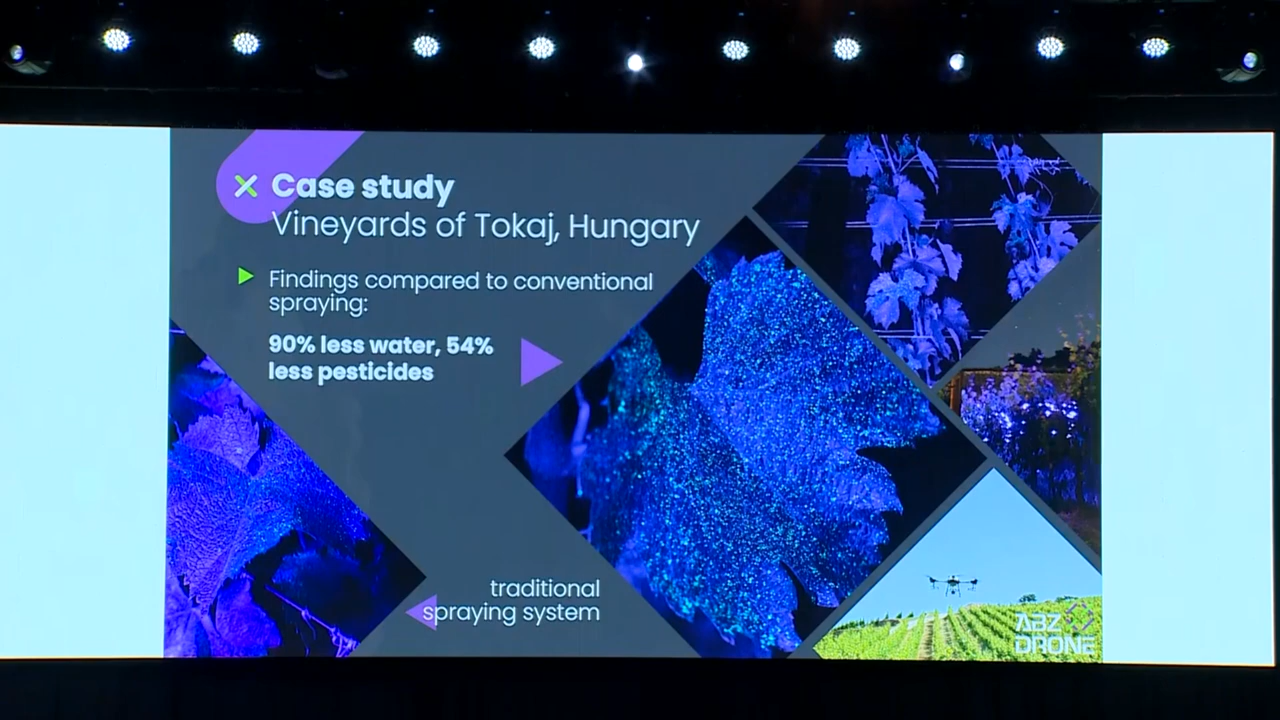 Case study
Vineyards of Tokaj, Hungary
Findings compared to conventional
spraying:
90% less water, 54%
less pesticides
traditional
spraying system
ABZ
DRONE